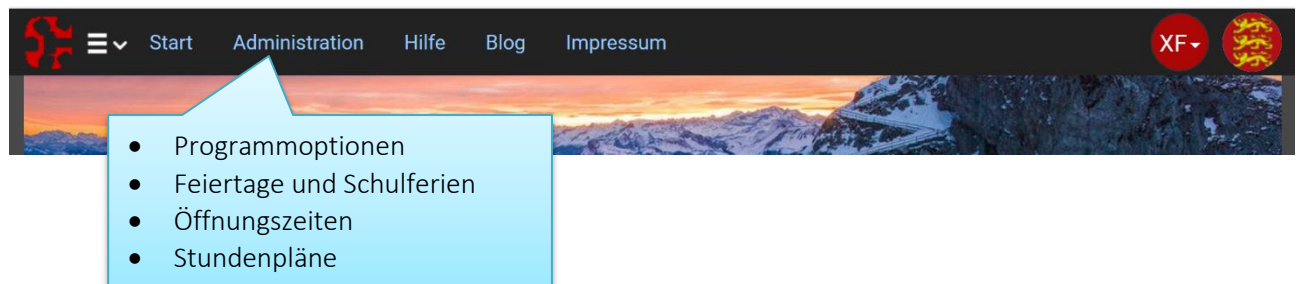 Start Administration Hilfe Blog Impressum XF
• Programmoptionen
• Feiertage und Schulferien
• Öffnungszeiten
• Stundenpläne